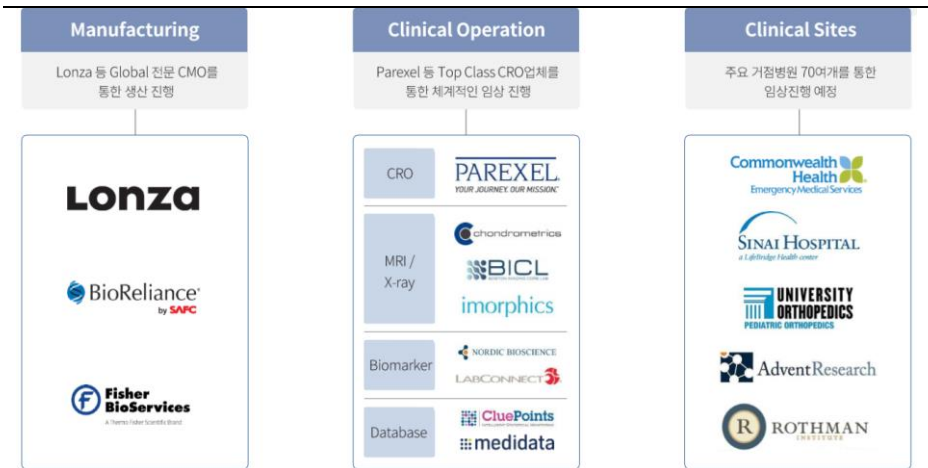 Manufacturing
Lonza 등 Global 전문 CMO를
통한 생산 진행
Lonza
BioReliance
by SAFC
Fisher
BioServices
A Thermo Fisher Scientific Brand
Clinical Operation
Parexel 등 Top Class CRO업체를
통한 체계적인 임상 진행
CRO
PAREXEL
YOUR JOURNEY. OUR MISSION.
MRI /
X-ray
chondrometrics
BICL
imorphics
Biomarker
NORDIC BIOSCIENCE
LABCONNECT
Database
CluePoints
medidata
Clinical Sites
주요 거점병원 70여개를 통한
임상진행 예정
Commonwealth
Health
Emergency Medical Services
SINAI HOSPITAL
a LifeBridge Health center
UNIVERSITY
ORTHOPEDICS
PEDIATRIC ORTHOPEDICS
AdventResearch
R
ROTHMAN
INSTITUTE